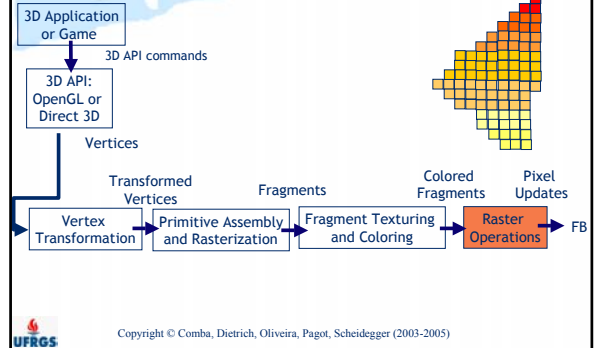 3D Application
or Game
3D API commands
3D API:
OpenGL or
Direct 3D
Vertices
Transformed
Vertices
Fragments
Colored
Fragments
Pixel
Updates
Vertex
Transformation
Primitive Assembly
and Rasterization
Fragment Texturing
and Coloring
Raster
Operations
FB
UFRGS
Copyright © Comba, Dietrich, Oliveira, Pagot, Scheidegger (2003-2005)